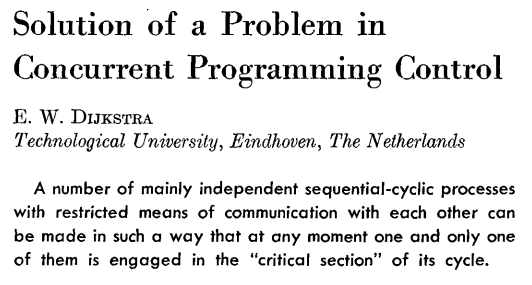 Solution of a Problem in
Concurrent Programming Control
E. W. DIJKSTRA
Technological University, Eindhoven, The Netherlands
A number of mainly independent sequential-cyclic processes
with restricted means of communication with each other can
be made in such a way that at any moment one and only one
of them is engaged in the “critical section” of its cycle.